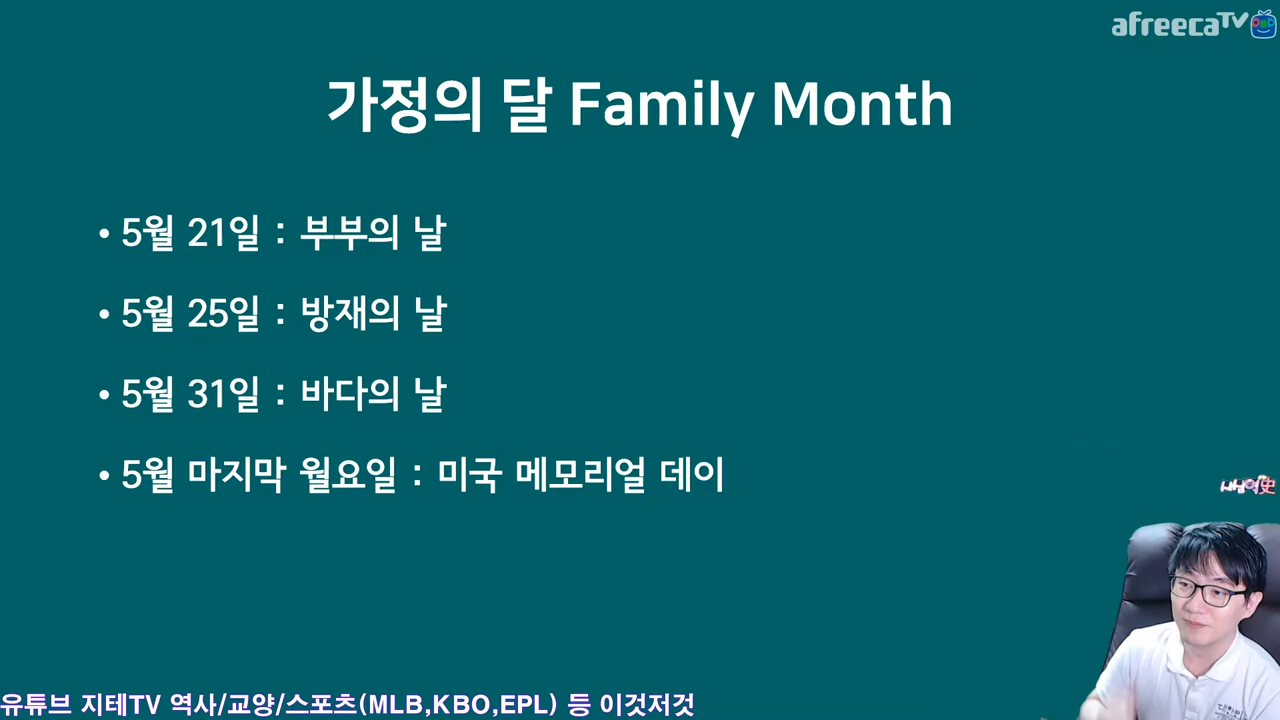 afreecaTV
가정의 달 Family Month
• 5월 21일 : 부부의 날
• 5월 25일 : 방재의 날
• 5월 31일 : 바다의 날
• 5월 마지막 월요일 : 미국 메모리얼 데이
유튜브 지테TV 역사/교양/스포츠(MLB,KBO,EPL) 등 이것저것